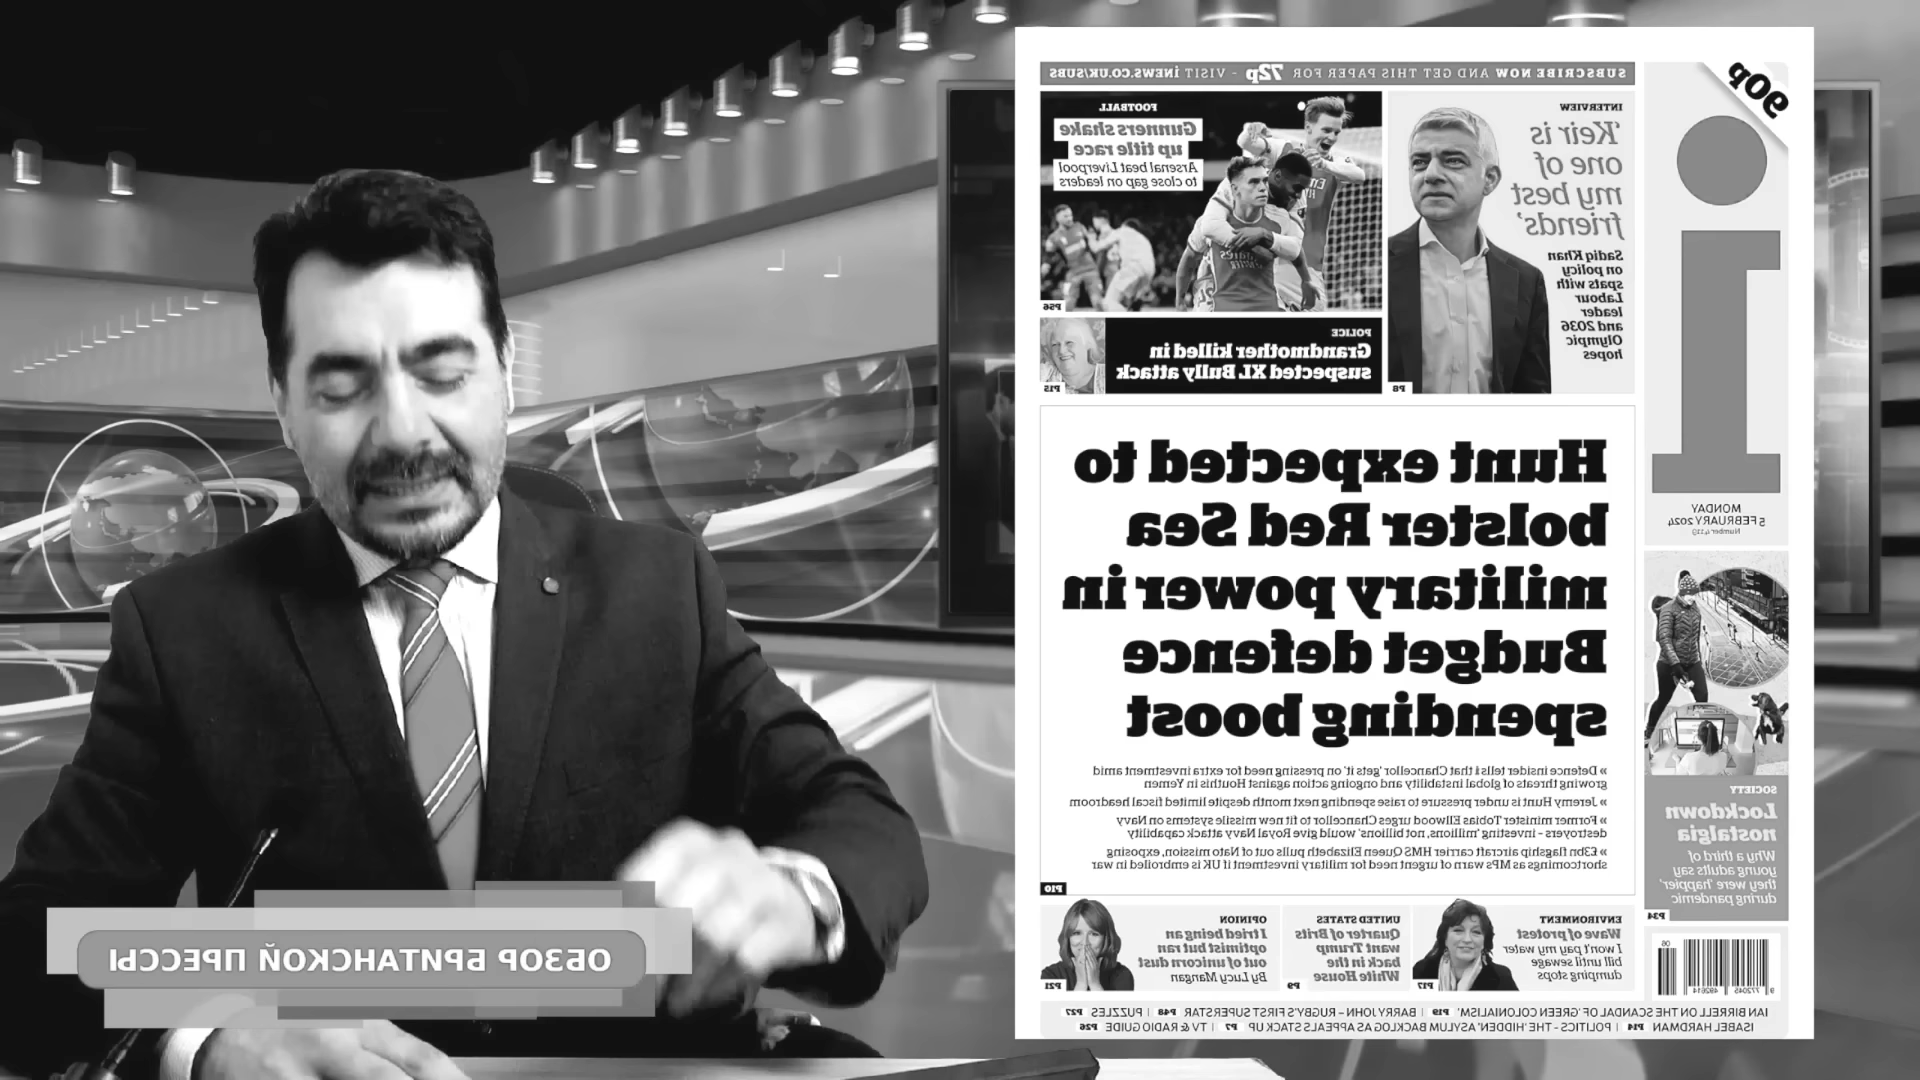 SUBSCRIBE NOW AND GET THIS PAPER FOR 72p - VISIT iNEWS.CO.UK/SUBS
90p
i
MONDAY
5 FEBRUARY 2024
Number 4,119
INTERVIEW
‘Keir is
one of
my best
friends’
Sadiq Khan
on policy
spats with
Labour
leader
and 2036
Olympic
hopes
P8
FOOTBALL
Gunners shake
up title race
Arsenal beat Liverpool
to close gap on leaders
P56
POLICE
Grandmother killed in
suspected XL Bully attack
P15
Hunt expected to
bolster Red Sea
military power in
Budget defence
spending boost
» Defence insider tells i that Chancellor ‘gets it’ on pressing need for extra investment amid
growing threats of global instability and ongoing action against Houthis in Yemen
» Jeremy Hunt is under pressure to raise spending next month despite limited fiscal headroom
» Former minister Tobias Ellwood urges Chancellor to fit new missile systems on Navy
destroyers – investing ‘millions, not billions’ would give Royal Navy attack capability
» £3bn flagship aircraft carrier HMS Queen Elizabeth pulls out of Nato mission, exposing
shortcomings as MPs warn of urgent need for military investment if UK is embroiled in war
P10
SOCIETY
Lockdown
nostalgia
Why a third of
young adults say
they were ‘happier’
during pandemic
P34
ENVIRONMENT
Wave of protest
I won't pay my water
bill until sewage
dumping stops
P17
UNITED STATES
Quarter of Brits
want Trump
back in the
White House
P9
OPINION
I tried being an
optimist but ran
out of unicorn dust
By Lucy Mangan
P21
06
9 772045 492614
IAN BIRRELL ON THE SCANDAL OF ‘GREEN COLONIALISM’ P19 | BARRY JOHN – RUGBY'S FIRST SUPERSTAR P48 | PUZZLES P27
ISABEL HARDMAN P14 | POLITICS – THE ‘HIDDEN’ ASYLUM BACKLOG AS APPEALS STACK UP P7 | TV & RADIO GUIDE P26
ОБЗОР БРИТАНСКОЙ ПРЕССЫ